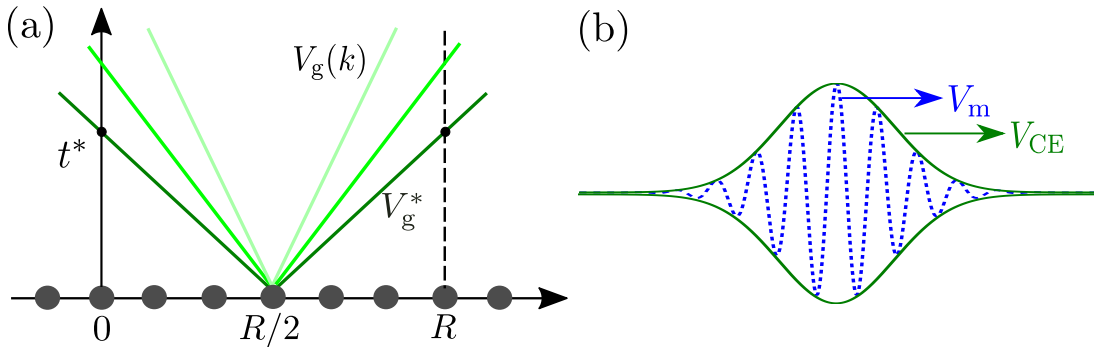 (a)
V_g(k)
t*
V_g*
0
R/2
R
(b)
V_m
V_CE